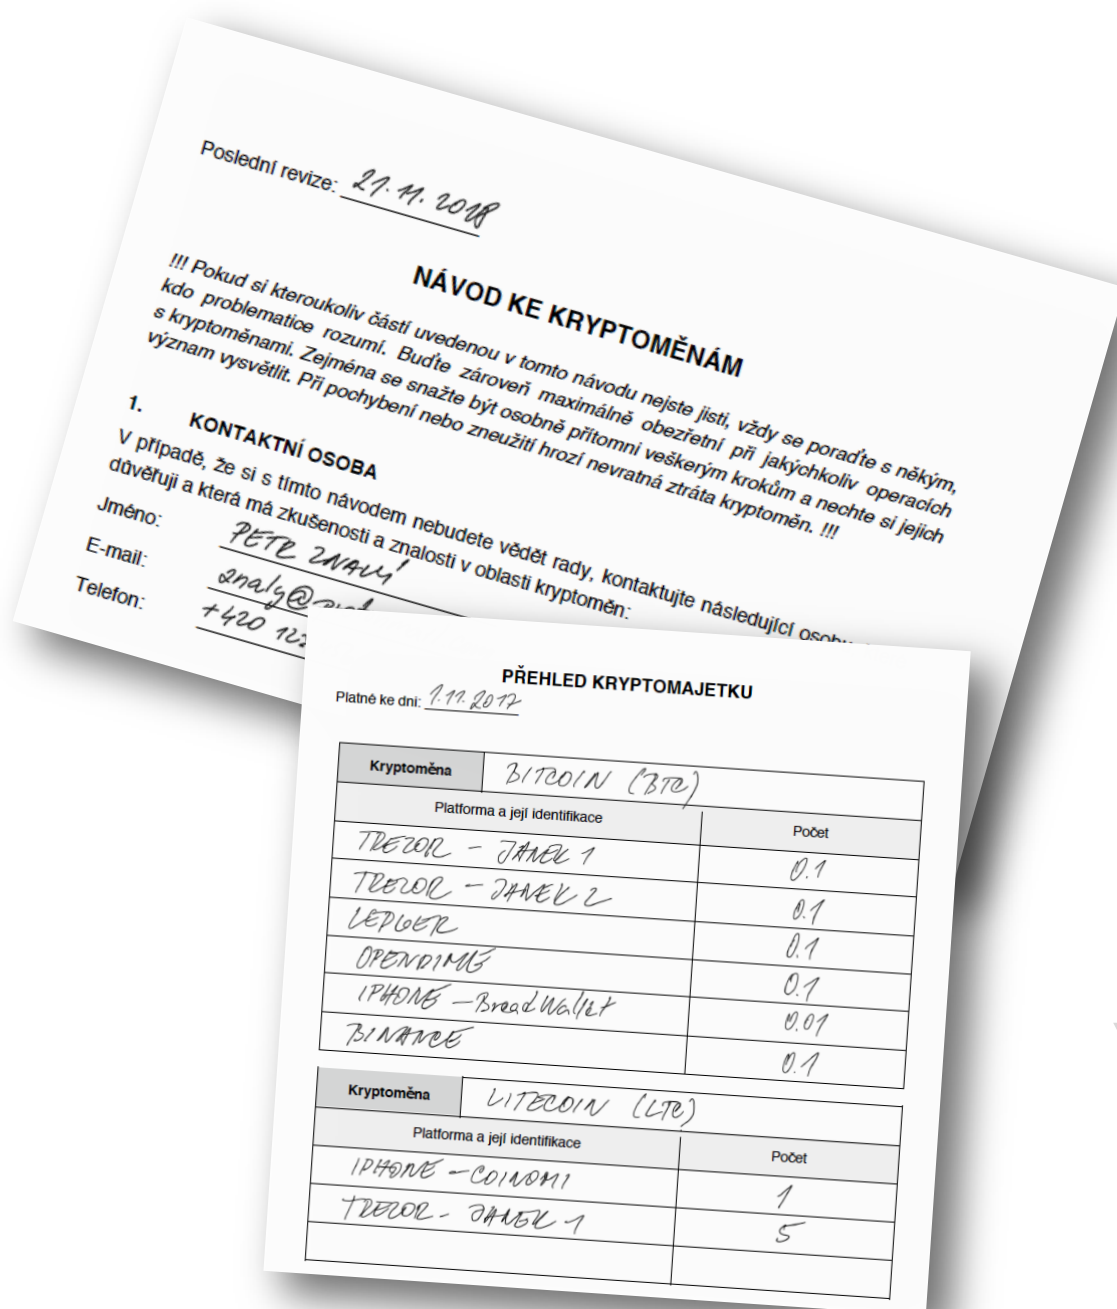 Poslední revize: 21.11.2018
NÁVOD KE KRYPTOMĚNÁM
!!! Pokud si kteroukoliv částí uvedenou v tomto návodu nejste jisti, vždy se poraďte s někým,
kdo problematice rozumí. Buďte zároveň maximálně obezřetní při jakýchkoliv operacích
s kryptoměnami. Zejména se snažte být osobně přítomni veškerým krokům a nechte si jejich
význam vysvětlit. Při pochybení nebo zneužití hrozí nevratná ztráta kryptoměn. !!!
1. KONTAKTNÍ OSOBA
V případě, že si s tímto návodem nebudete vědět rady, kontaktujte následující osobu
důvěřuji a která má zkušenosti a znalosti v oblasti kryptoměn:
Jméno: PETR ZNALÝ
E-mail: znaly@
Telefon: +420
PŘEHLED KRYPTOMAJETKU
Platné ke dni: 1.11.2017
Kryptoměna BITCOIN (BTC)
Platforma a její identifikace Počet
TREZOR - JANEK 1 0.1
TREZOR - JANEK 2 0.1
LEDGER 0.1
OPENDIME 0.1
IPHONE - BreadWallet 0.01
BINANCE 0.1
Kryptoměna LITECOIN (LTC)
Platforma a její identifikace Počet
IPHONE - COINOMI 1
TREZOR - JANEK 1 5